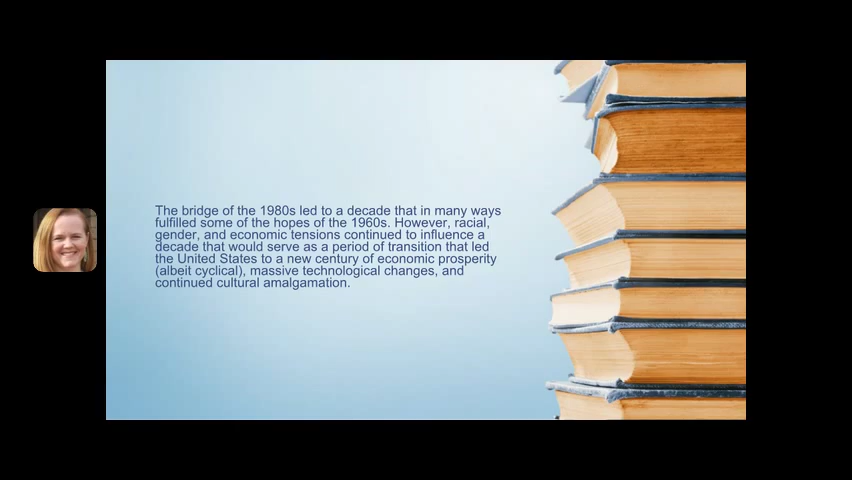 The bridge of the 1980s led to a decade that in many ways
fulfilled some of the hopes of the 1960s. However, racial,
gender, and economic tensions continued to influence a
decade that would serve as a period of transition that led
the United States to a new century of economic prosperity
(albeit cyclical), massive technological changes, and
continued cultural amalgamation.